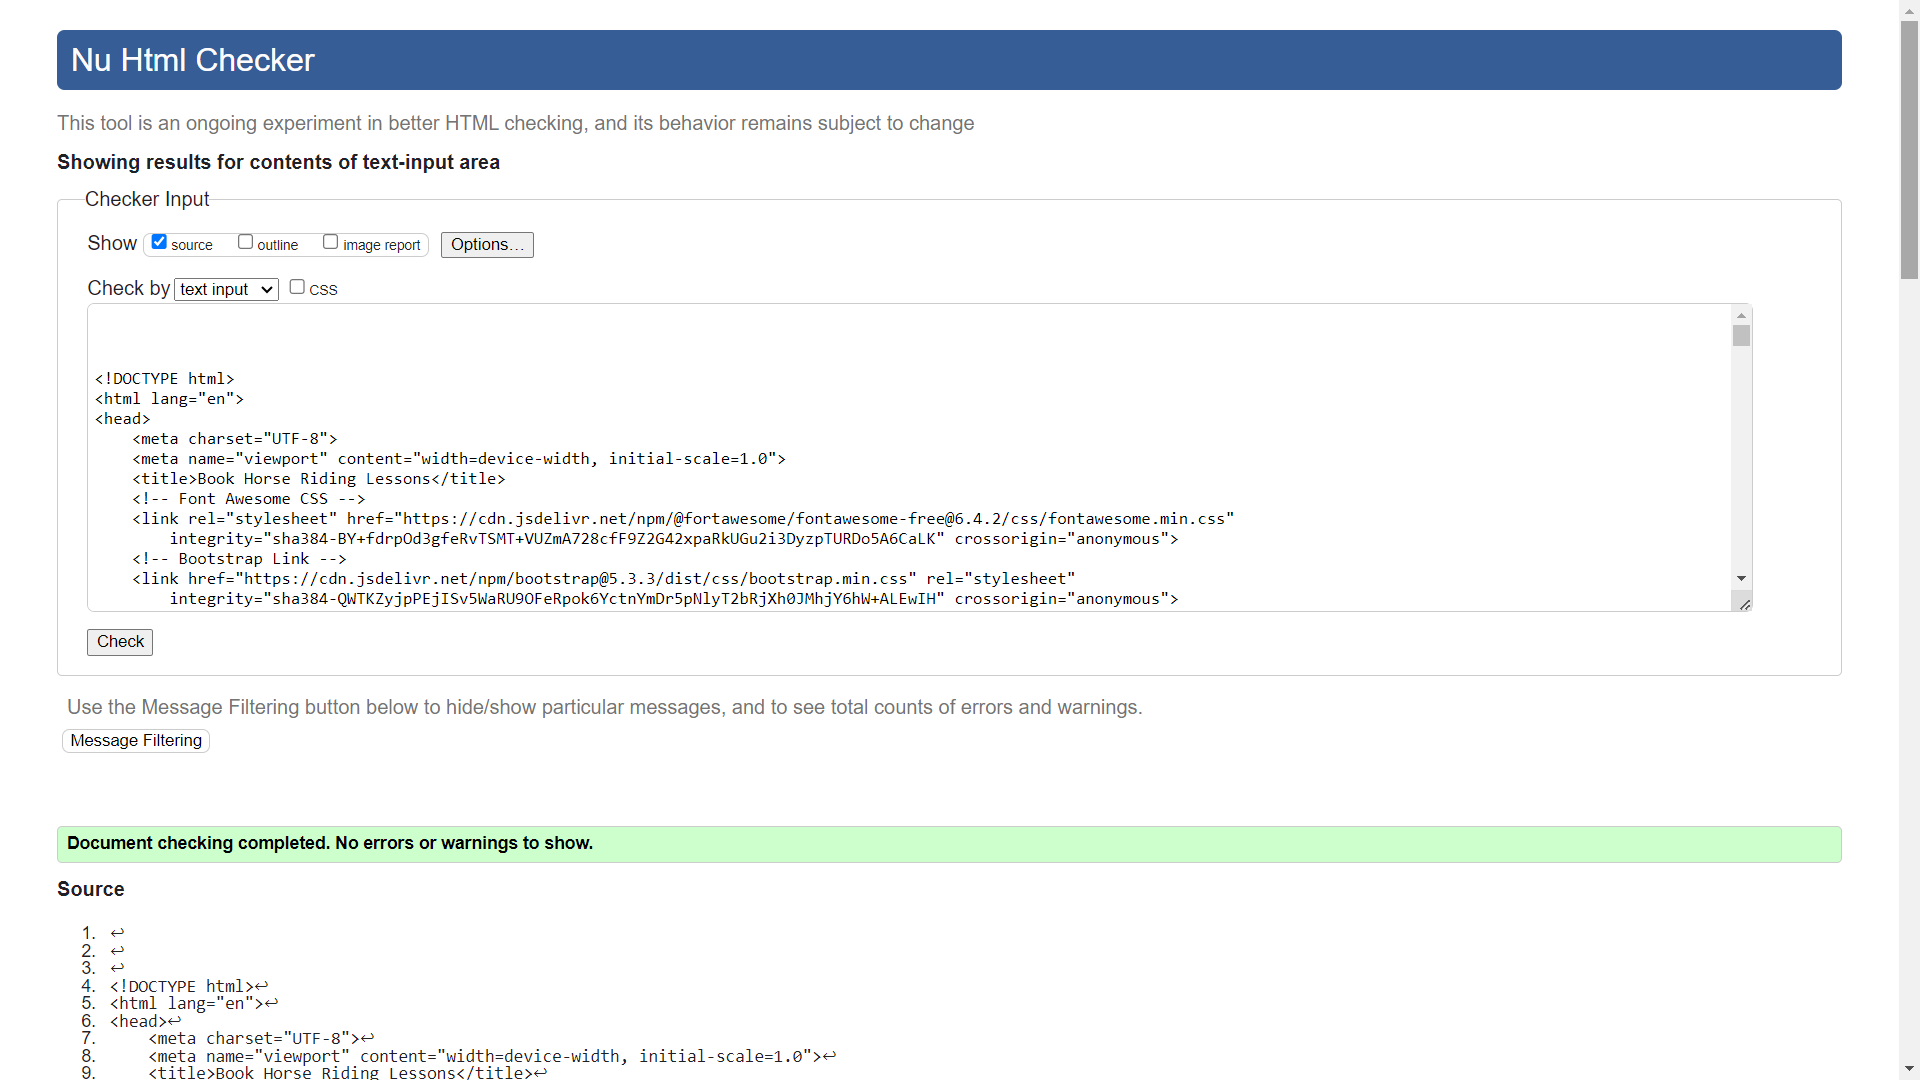 Nu Html Checker
This tool is an ongoing experiment in better HTML checking, and its behavior remains subject to change
Showing results for contents of text-input area
Checker Input
Show source outline image report Options…
Check by text input CSS
<!DOCTYPE html>
<html lang="en">
<head>
    <meta charset="UTF-8">
    <meta name="viewport" content="width=device-width, initial-scale=1.0">
    <title>Book Horse Riding Lessons</title>
    <!-- Font Awesome CSS -->
    <link rel="stylesheet" href="https://cdn.jsdelivr.net/npm/@fortawesome/fontawesome-free@6.4.2/css/fontawesome.min.css"
        integrity="sha384-BY+fdrpOd3gfeRvTSMT+VUZmA728cfF9Z2G42xpaRkUGu2i3DyzpTURDo5A6CaLK" crossorigin="anonymous">
    <!-- Bootstrap Link -->
    <link href="https://cdn.jsdelivr.net/npm/bootstrap@5.3.3/dist/css/bootstrap.min.css" rel="stylesheet"
        integrity="sha384-QWTKZyjpPEjISv5WaRU9OFeRpok6YctnYmDr5pNlyT2bRjXh0JMhjY6hW+ALEwIH" crossorigin="anonymous">
Check
Use the Message Filtering button below to hide/show particular messages, and to see total counts of errors and warnings.
Message Filtering
Document checking completed. No errors or warnings to show.
Source
1. ↩
2. ↩
3. ↩
4. <!DOCTYPE html>↩
5. <html lang="en">↩
6. <head>↩
7.     <meta charset="UTF-8">↩
8.     <meta name="viewport" content="width=device-width, initial-scale=1.0">↩
9.     <title>Book Horse Riding Lessons</title>↩